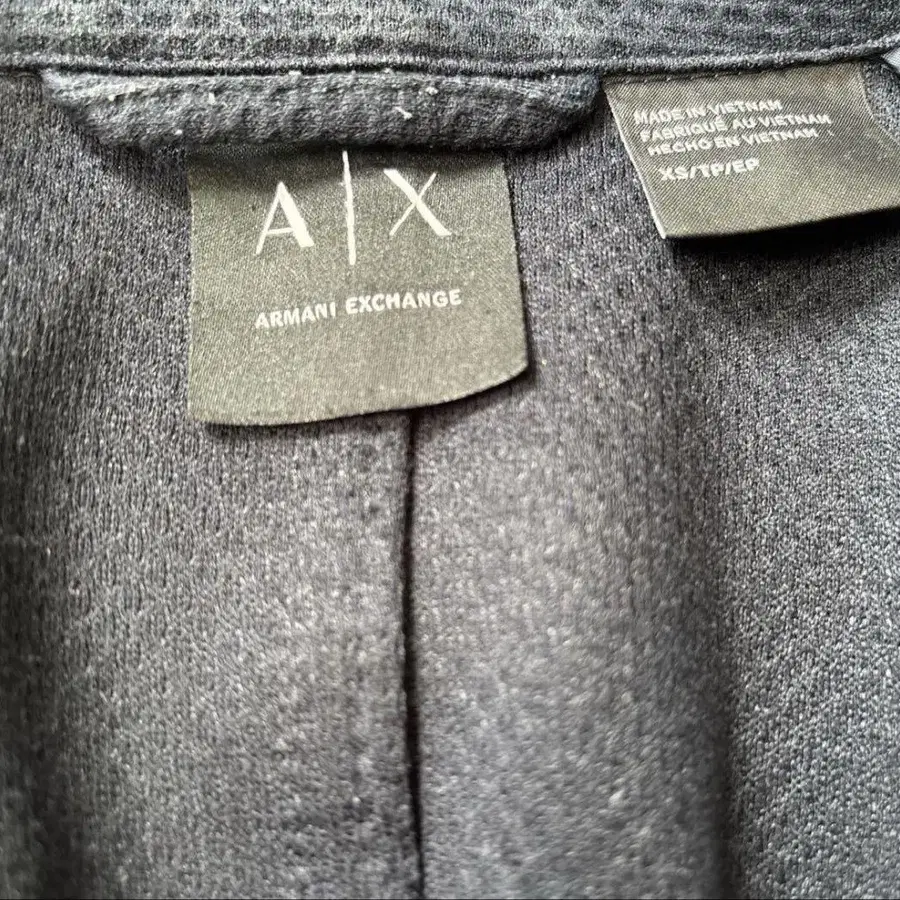 A|X
ARMANI EXCHANGE
MADE IN VIETNAM
FABRIQUÉ AU VIETNAM
HECHO EN VIETNAM
XS/TP/EP